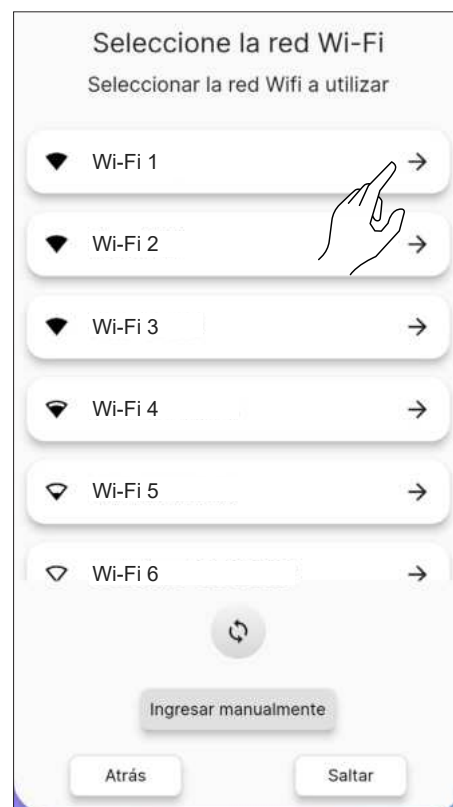 Seleccione la red Wi-Fi
Seleccionar la red Wifi a utilizar
Wi-Fi 1
Wi-Fi 2
Wi-Fi 3
Wi-Fi 4
Wi-Fi 5
Wi-Fi 6
Ingresar manualmente
Atrás
Saltar